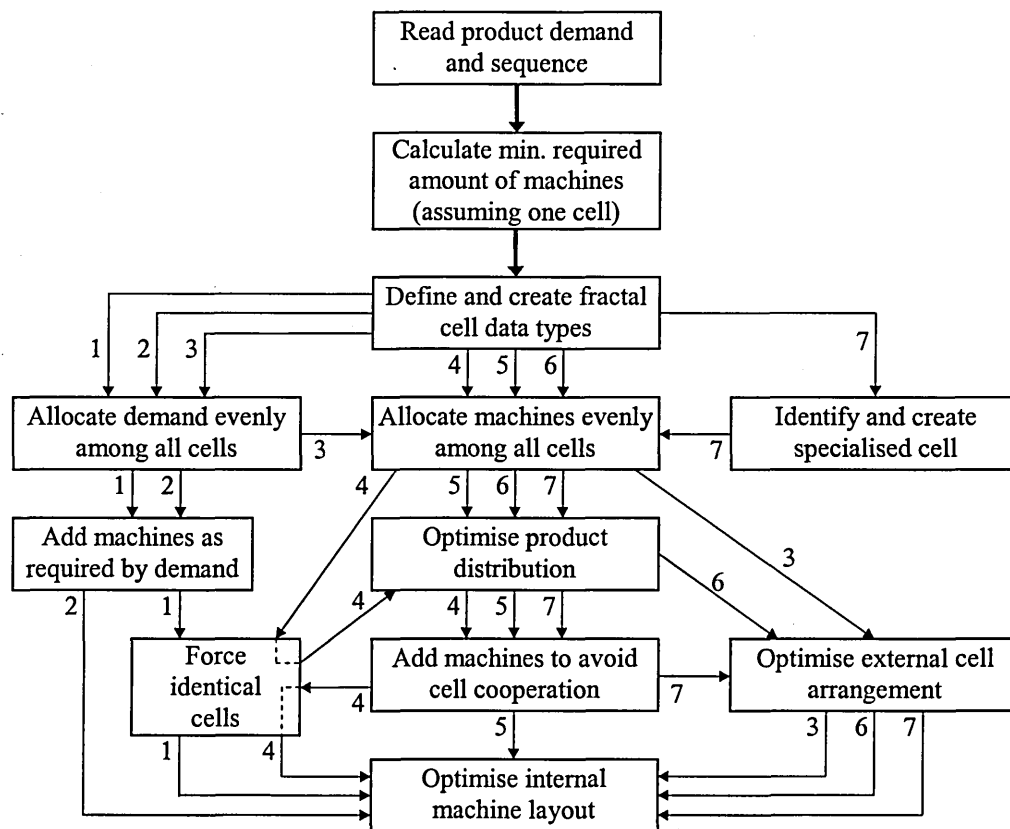 Read product demand
and sequence
Calculate min. required
amount of machines
(assuming one cell)
Define and create fractal
cell data types
1
2
3
4
5
6
7
Allocate demand evenly
among all cells
3
Allocate machines evenly
among all cells
7
Identify and create
specialised cell
1
2
4
5
6
7
3
Add machines as
required by demand
Optimise product
distribution
2
1
4
4
5
7
6
Force
identical
cells
4
Add machines to avoid
cell cooperation
7
Optimise external cell
arrangement
1
4
5
3
6
7
Optimise internal
machine layout